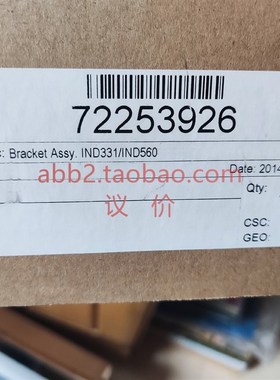 72253926
: Bracket Assy. IND331/IND560
Date: 2014
abb2.taobao.com
Qty:
议价
CSC:
GEO: